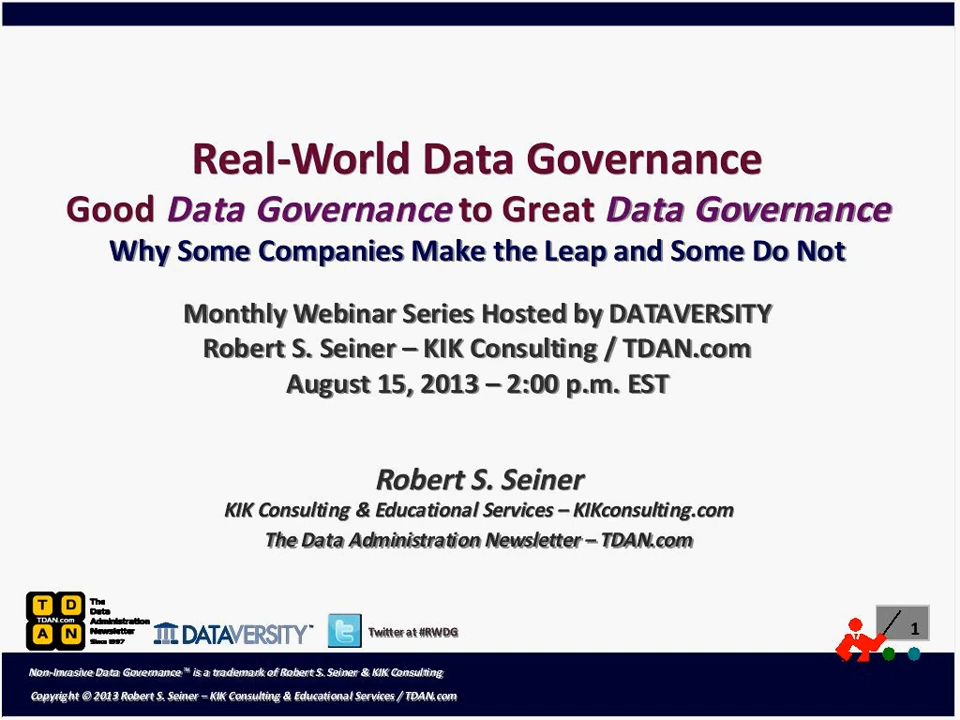 Real-World Data Governance
Good Data Governance to Great Data Governance
Why Some Companies Make the Leap and Some Do Not
Monthly Webinar Series Hosted by DATAVERSITY
Robert S. Seiner – KIK Consulting / TDAN.com
August 15, 2013 – 2:00 p.m. EST
Robert S. Seiner
KIK Consulting & Educational Services – KIKconsulting.com
The Data Administration Newsletter – TDAN.com
T D
TDAN.com
A N
The
Data
Administration
Newsletter
Since 1997
DATAVERSITY™
Twitter at #RWDG
1
Non-Invasive Data Governance™ is a trademark of Robert S. Seiner & KIK Consulting
Copyright © 2013 Robert S. Seiner – KIK Consulting & Educational Services / TDAN.com